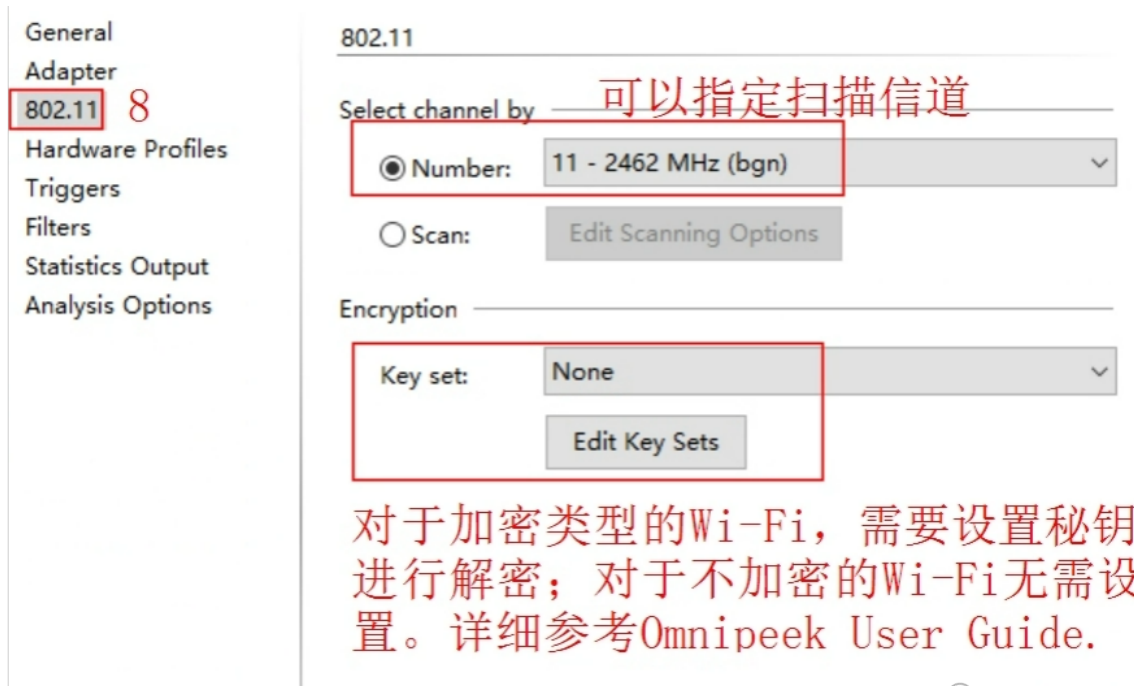 General
Adapter
802.11 8
Hardware Profiles
Triggers
Filters
Statistics Output
Analysis Options
802.11
可以指定扫描信道
Select channel by
Number: 11 - 2462 MHz (bgn)
Scan: Edit Scanning Options
Encryption
Key set: None
Edit Key Sets
对于加密类型的Wi-Fi，需要设置秘钥
进行解密；对于不加密的Wi-Fi无需设
置。详细参考Omnipeek User Guide.